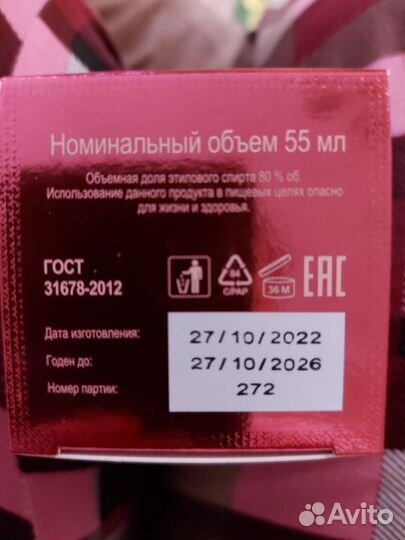 Номинальный объем 55 мл
Объемная доля этилового спирта 80 % об.
Использование данного продукта в пищевых целях опасно
для жизни и здоровья.
ГОСТ
31678-2012
84
C/PAP
36 M
EAC
Дата изготовления: 27/10/2022
Годен до: 27/10/2026
Номер партии: 272
Avito